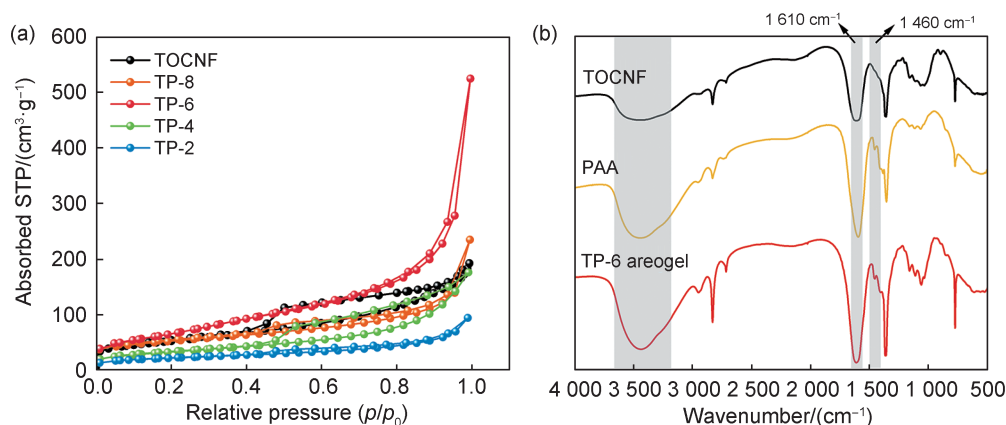 (a)
600
500
400
300
200
100
0
0.0 0.2 0.4 0.6 0.8 1.0
Absorbed STP/(cm³·g⁻¹)
Relative pressure (p/p₀)
TOCNF
TP-8
TP-6
TP-4
TP-2
(b)
1 610 cm⁻¹ 1 460 cm⁻¹
TOCNF
PAA
TP-6 areogel
4 000 3 500 3 000 2 500 2 000 1 500 1 000 500
Wavenumber/(cm⁻¹)